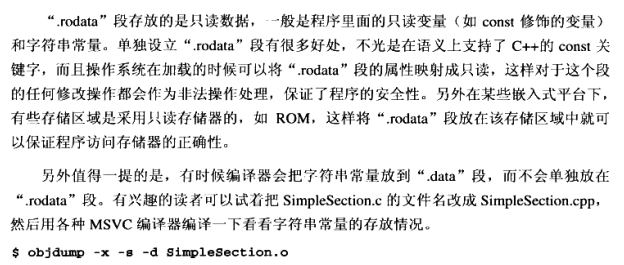 “.rodata”段存放的是只读数据，一般是程序里面的只读变量（如 const 修饰的变量）
和字符串常量。单独设立“.rodata”段有很多好处，不光是在语义上支持了 C++的 const 关
键字，而且操作系统在加载的时候可以将“.rodata”段的属性映射成只读，这样对于这个段
的任何修改操作都会作为非法操作处理，保证了程序的安全性。另外在某些嵌入式平台下，
有些存储区域是采用只读存储器的，如 ROM，这样将“.rodata”段放在该存储区域中就可
以保证程序访问存储器的正确性。
另外值得一提的是，有时候编译器会把字符串常量放到“.data”段，而不会单独放在
“.rodata”段。有兴趣的读者可以试着把 SimpleSection.c 的文件名改成 SimpleSection.cpp，
然后用各种 MSVC 编译器编译一下看看字符串常量的存放情况。
$ objdump -x -s -d SimpleSection.o